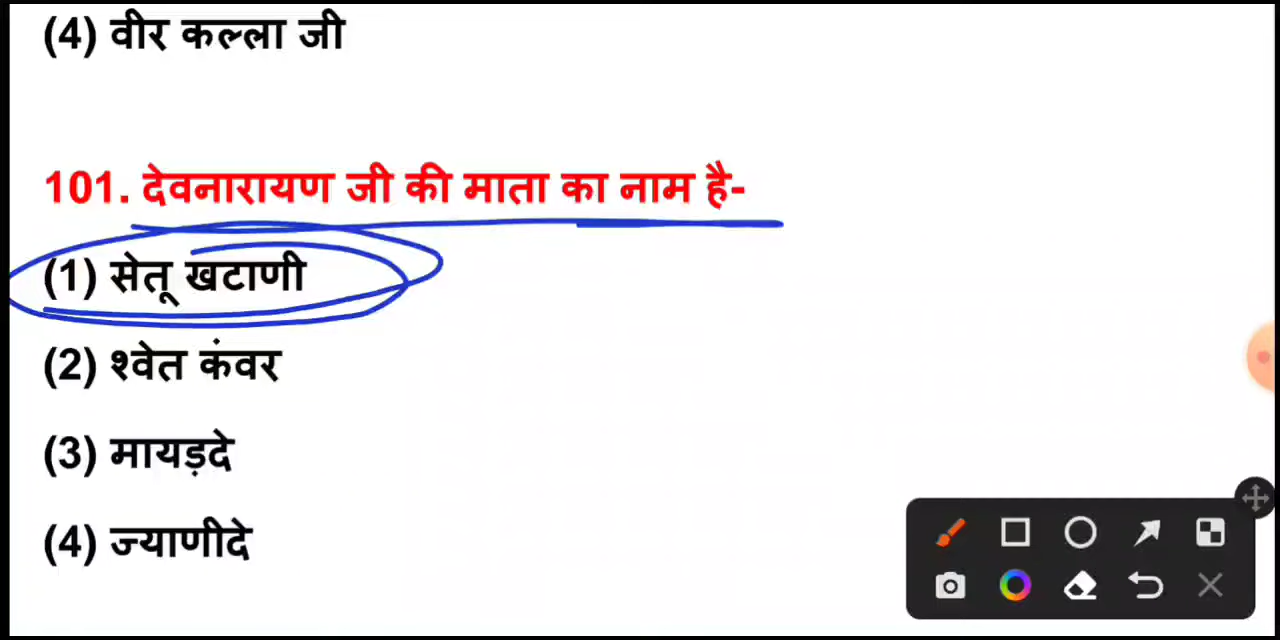 (4) वीर कल्ला जी
101. देवनारायण जी की माता का नाम है-
(1) सेतू खटाणी
(2) श्वेत कंवर
(3) मायड़दे
(4) ज्याणीदे